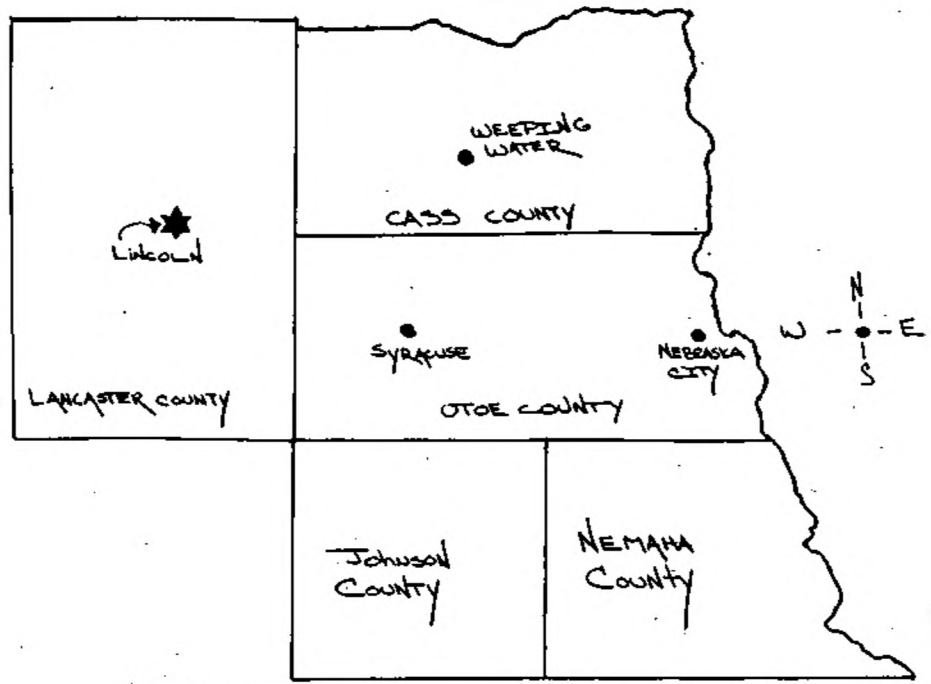 WEEPING
WATER
CASS COUNTY
LINCOLN
N
W - - E
S
SYRACUSE
NEBRASKA
CITY
LANCASTER COUNTY
OTOE COUNTY
Johnson
County
NEMAHA
County